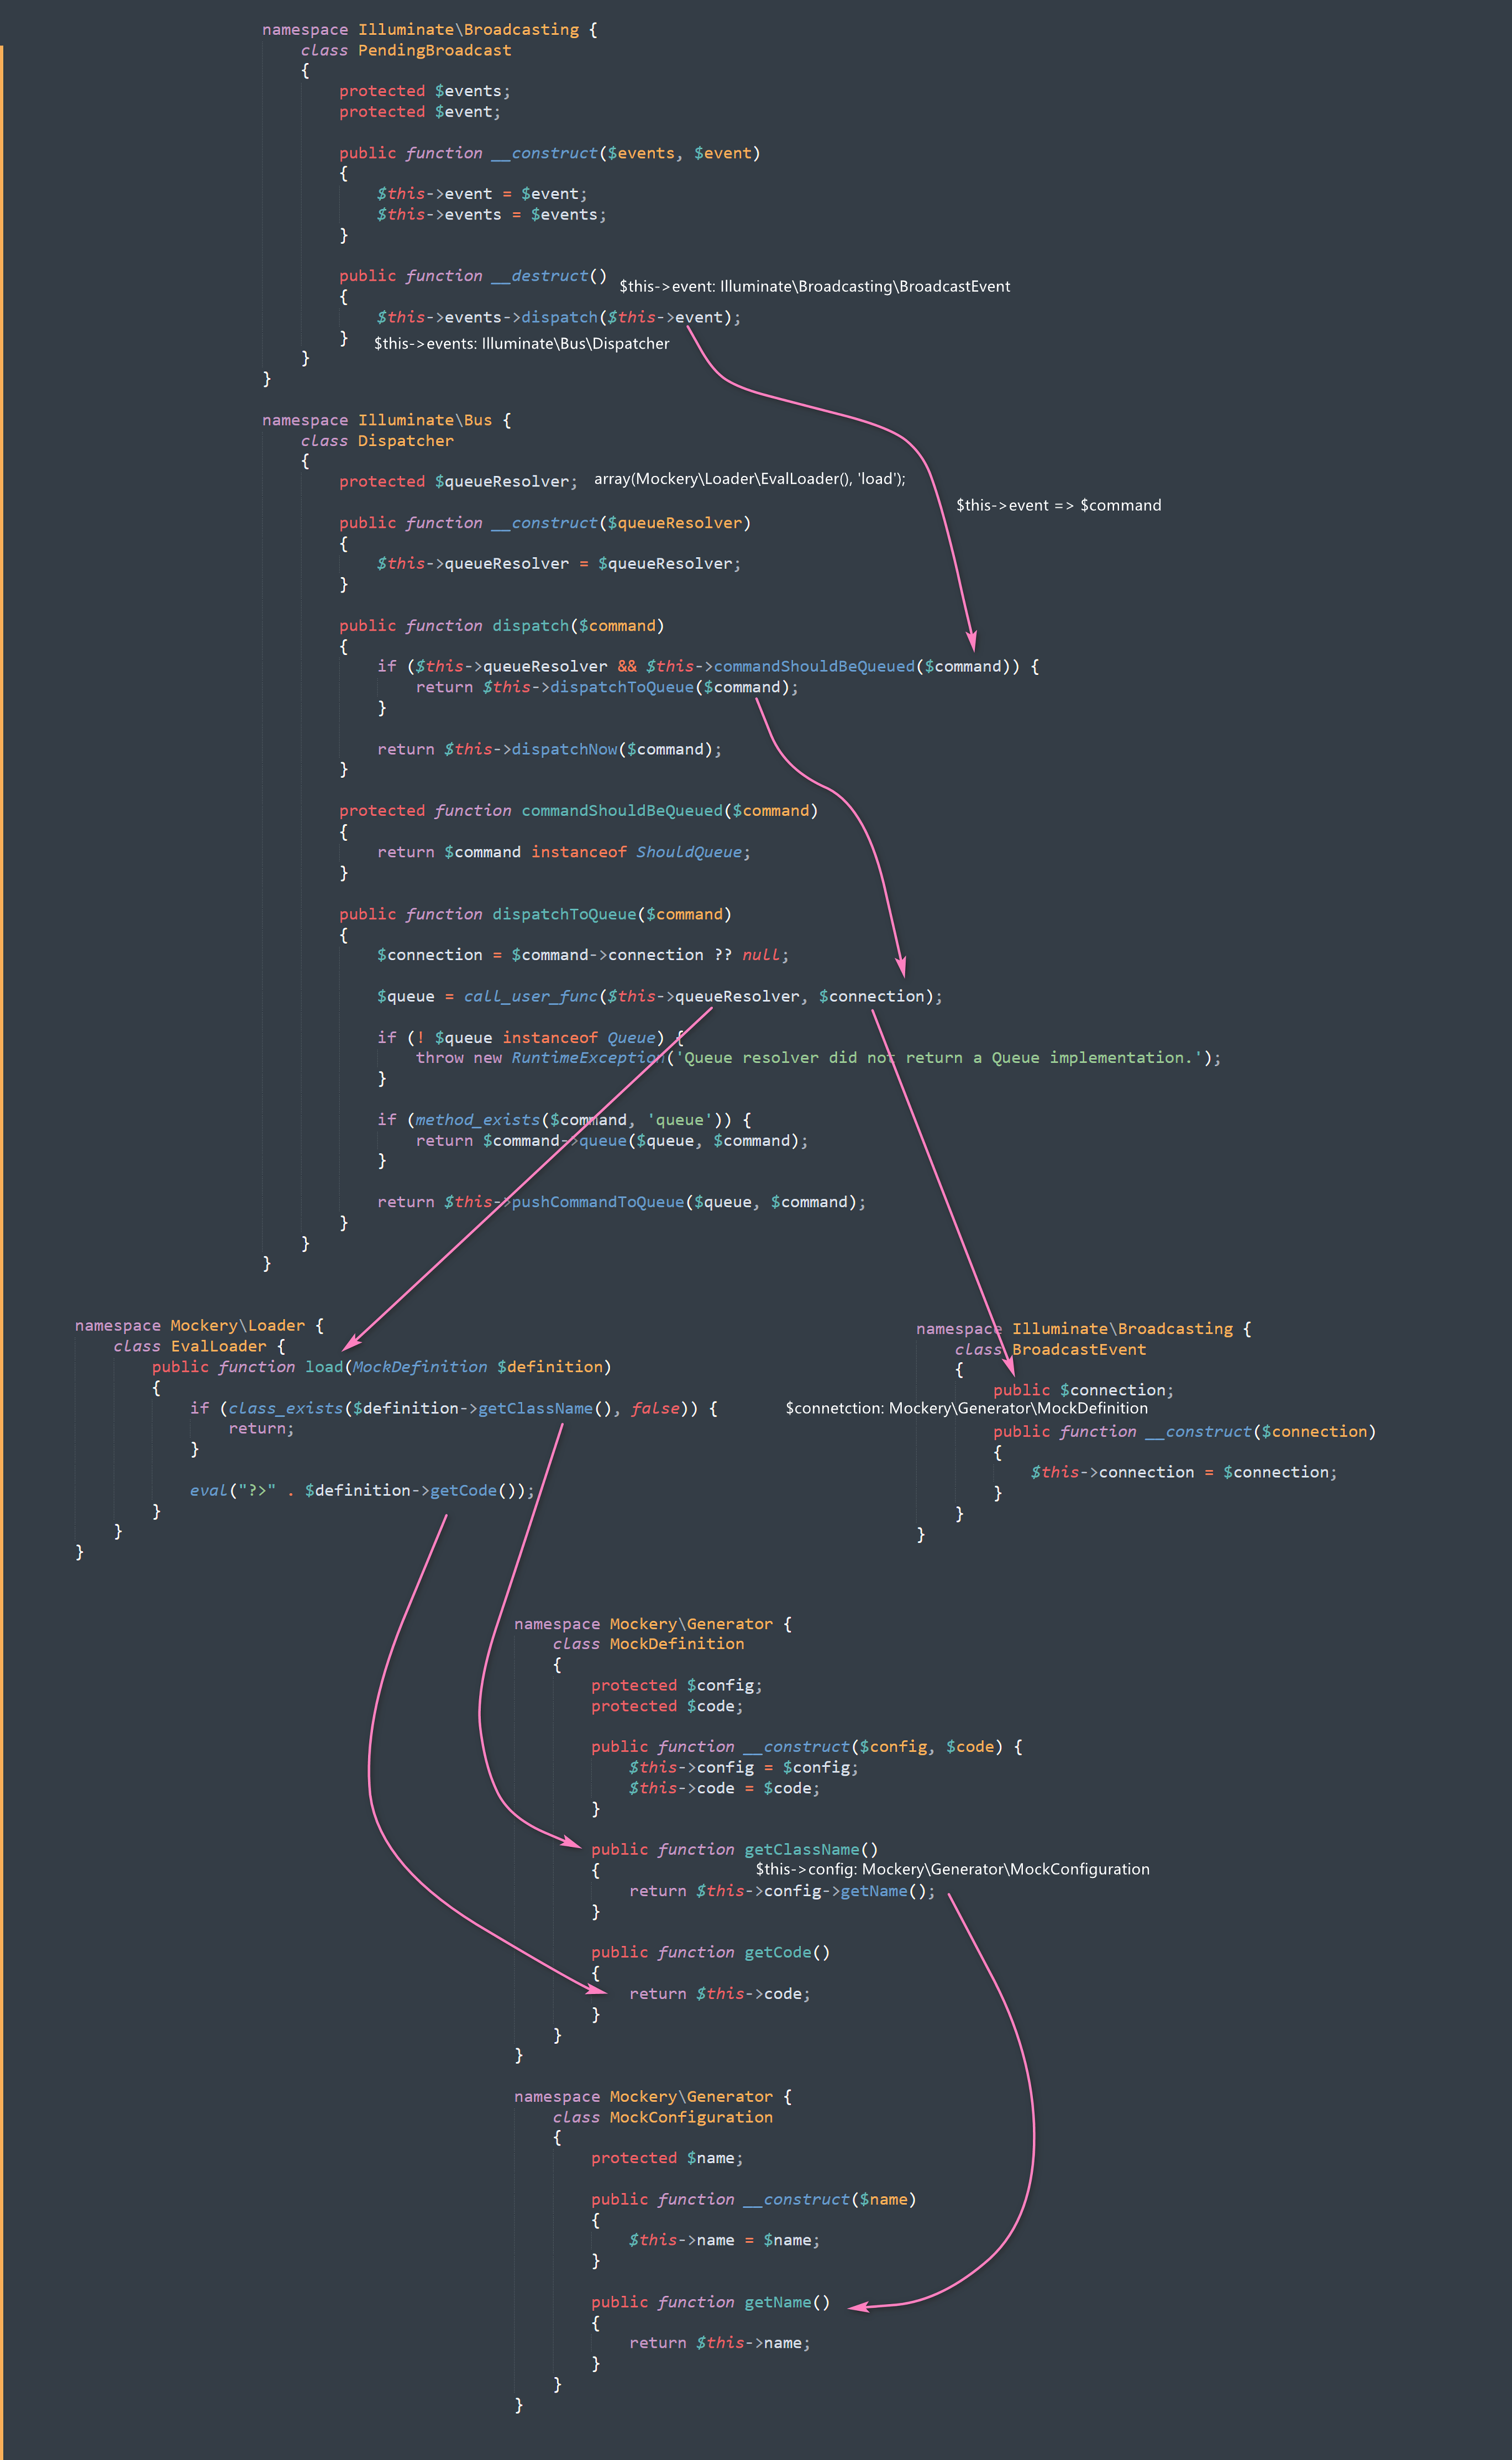 namespace Illuminate\Broadcasting {
class PendingBroadcast
{
protected $events;
protected $event;
public function __construct($events, $event)
{
$this->event = $event;
$this->events = $events;
}
public function __destruct()
$this->event: Illuminate\Broadcasting\BroadcastEvent
{
$this->events->dispatch($this->event);
}
$this->events: Illuminate\Bus\Dispatcher
}
}
namespace Illuminate\Bus {
class Dispatcher
{
protected $queueResolver;
array(Mockery\Loader\EvalLoader(), 'load');
$this->event => $command
public function __construct($queueResolver)
{
$this->queueResolver = $queueResolver;
}
public function dispatch($command)
{
if ($this->queueResolver && $this->commandShouldBeQueued($command)) {
return $this->dispatchToQueue($command);
}
return $this->dispatchNow($command);
}
protected function commandShouldBeQueued($command)
{
return $command instanceof ShouldQueue;
}
public function dispatchToQueue($command)
{
$connection = $command->connection ?? null;
$queue = call_user_func($this->queueResolver, $connection);
if (! $queue instanceof Queue) {
throw new RuntimeException('Queue resolver did not return a Queue implementation.');
}
if (method_exists($command, 'queue')) {
return $command->queue($queue, $command);
}
return $this->pushCommandToQueue($queue, $command);
}
}
}
namespace Mockery\Loader {
class EvalLoader {
public function load(MockDefinition $definition)
{
if (class_exists($definition->getClassName(), false)) {
return;
}
eval("?>" . $definition->getCode());
}
}
}
namespace Illuminate\Broadcasting {
class BroadcastEvent
{
public $connection;
$connetction: Mockery\Generator\MockDefinition
public function __construct($connection)
{
$this->connection = $connection;
}
}
}
namespace Mockery\Generator {
class MockDefinition
{
protected $config;
protected $code;
public function __construct($config, $code) {
$this->config = $config;
$this->code = $code;
}
public function getClassName()
{
$this->config: Mockery\Generator\MockConfiguration
return $this->config->getName();
}
public function getCode()
{
return $this->code;
}
}
}
namespace Mockery\Generator {
class MockConfiguration
{
protected $name;
public function __construct($name)
{
$this->name = $name;
}
public function getName()
{
return $this->name;
}
}
}